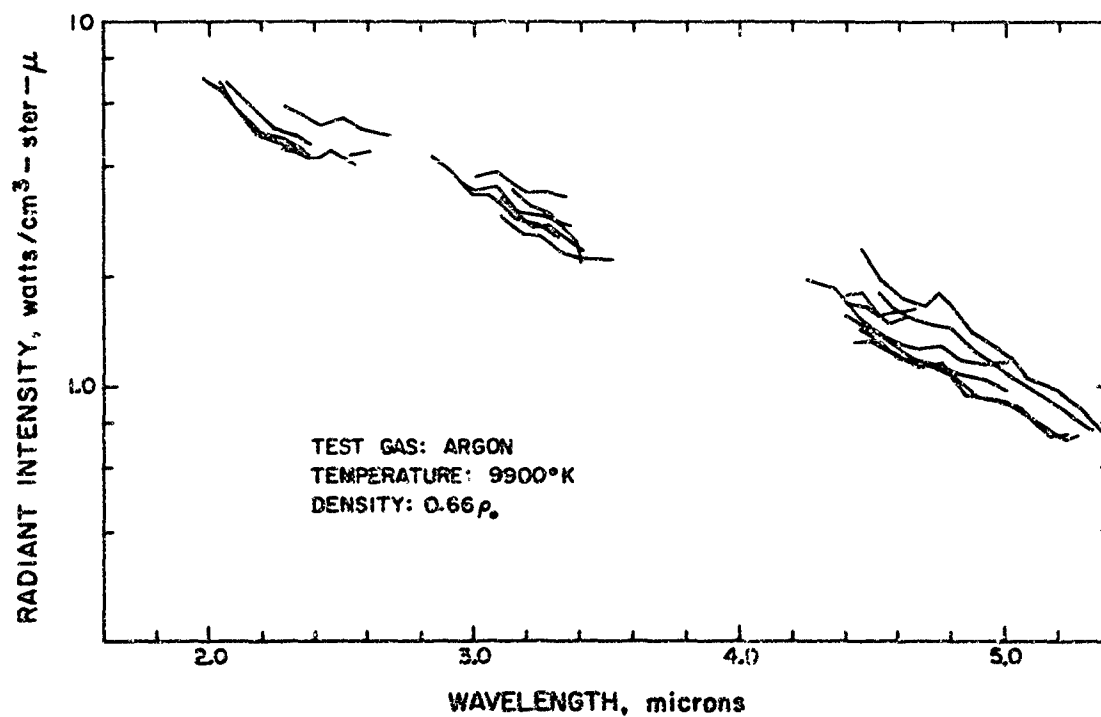 10
1.0
RADIANT INTENSITY, watts/cm³-ster-μ
TEST GAS: ARGON
TEMPERATURE: 9900°K
DENSITY: 0.66ρ₀
2.0
3.0
4.0
5.0
WAVELENGTH, microns